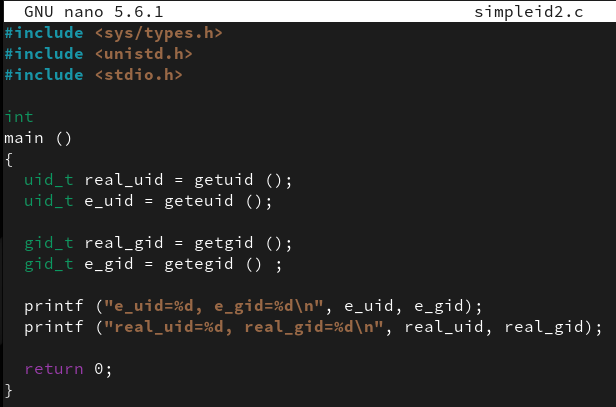 GNU nano 5.6.1 simpleid2.c
#include <sys/types.h>
#include <unistd.h>
#include <stdio.h>

int
main ()
{
  uid_t real_uid = getuid ();
  uid_t e_uid = geteuid ();

  gid_t real_gid = getgid ();
  gid_t e_gid = getegid () ;

  printf ("e_uid=%d, e_gid=%d\n", e_uid, e_gid);
  printf ("real_uid=%d, real_gid=%d\n", real_uid, real_gid);

  return 0;
}